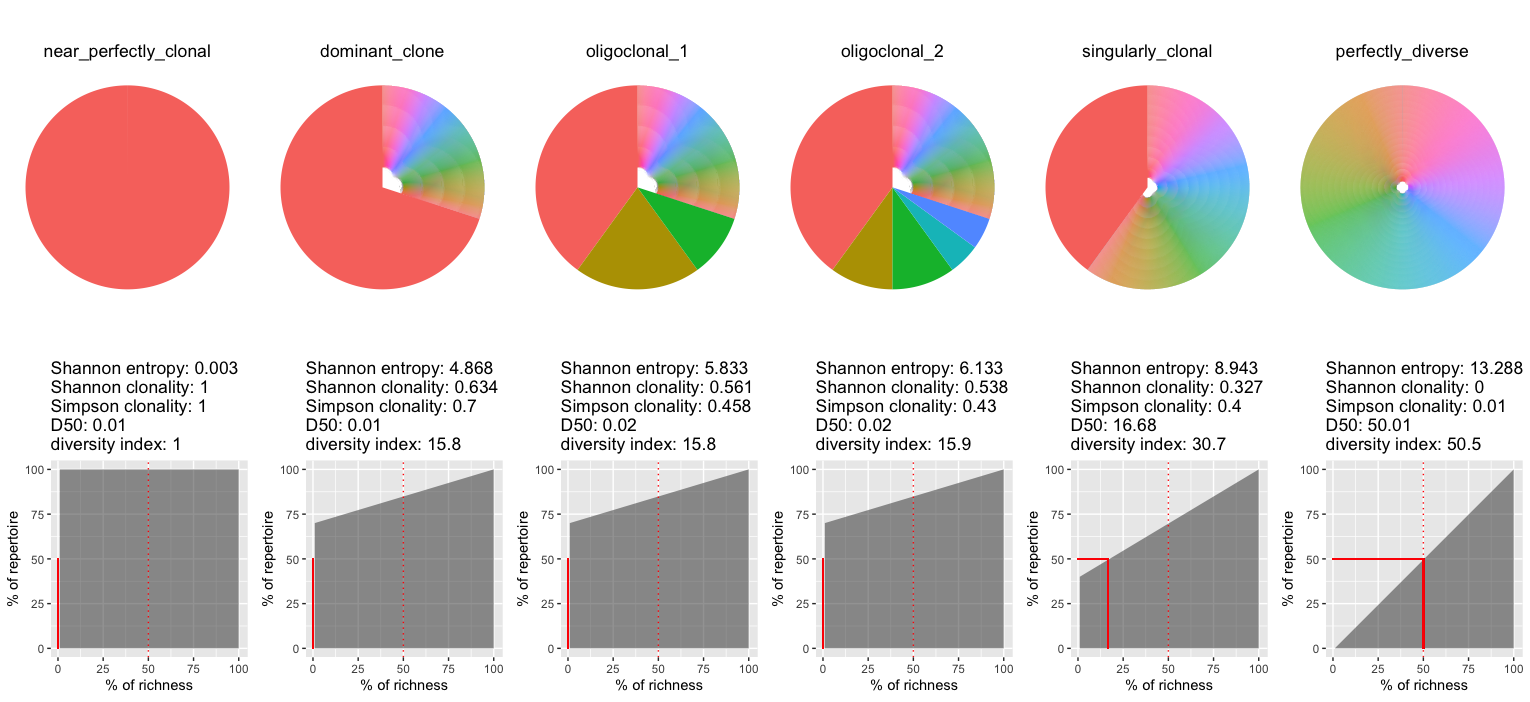 near_perfectly_clonal
dominant_clone
oligoclonal_1
oligoclonal_2
singularly_clonal
perfectly_diverse
Shannon entropy: 0.003
Shannon clonality: 1
Simpson clonality: 1
D50: 0.01
diversity index: 1
Shannon entropy: 4.868
Shannon clonality: 0.634
Simpson clonality: 0.7
D50: 0.01
diversity index: 15.8
Shannon entropy: 5.833
Shannon clonality: 0.561
Simpson clonality: 0.458
D50: 0.02
diversity index: 15.8
Shannon entropy: 6.133
Shannon clonality: 0.538
Simpson clonality: 0.43
D50: 0.02
diversity index: 15.9
Shannon entropy: 8.943
Shannon clonality: 0.327
Simpson clonality: 0.4
D50: 16.68
diversity index: 30.7
Shannon entropy: 13.288
Shannon clonality: 0
Simpson clonality: 0.01
D50: 50.01
diversity index: 50.5
% of repertoire
100
75
50
25
0
0 25 50 75 100
% of richness
% of repertoire
100
75
50
25
0
0 25 50 75 100
% of richness
% of repertoire
100
75
50
25
0
0 25 50 75 100
% of richness
% of repertoire
100
75
50
25
0
0 25 50 75 100
% of richness
% of repertoire
100
75
50
25
0
0 25 50 75 100
% of richness
% of repertoire
100
75
50
25
0
0 25 50 75 100
% of richness